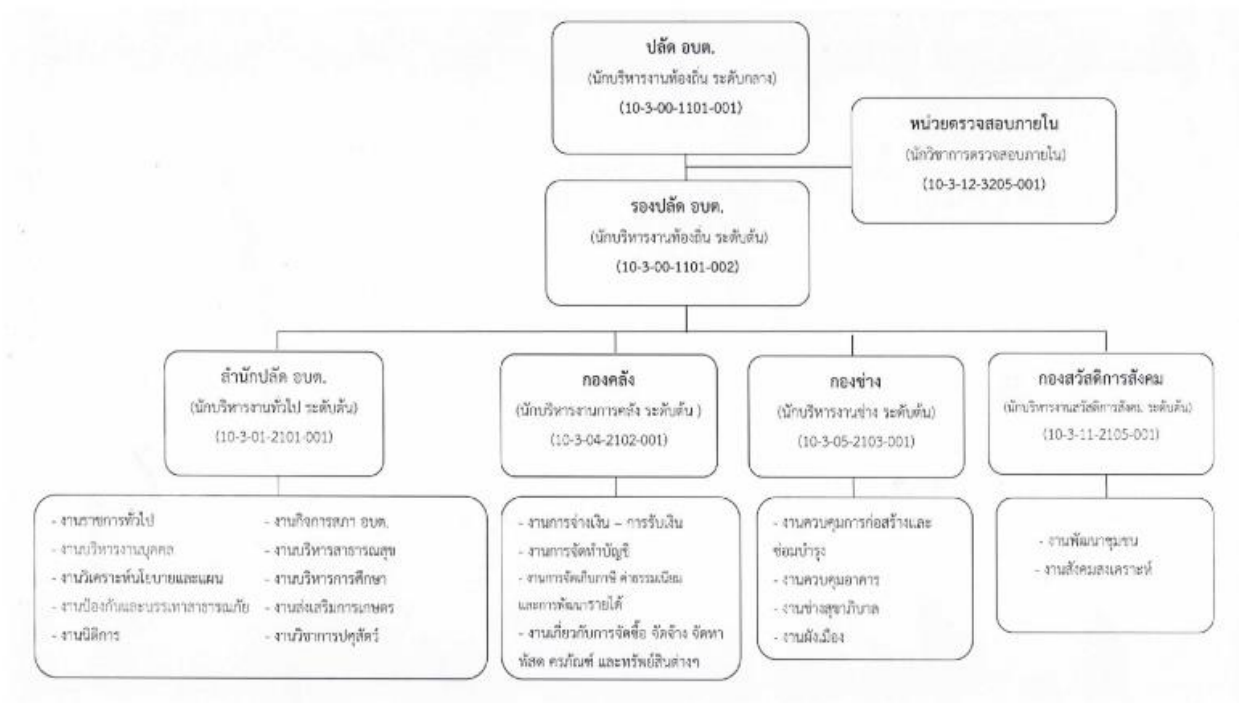 ปลัด อบต.
(นักบริหารงานท้องถิ่น ระดับกลาง)
(10-3-00-1101-001)
หน่วยตรวจสอบภายใน
(นักวิชาการตรวจสอบภายใน)
(10-3-12-3205-001)
รองปลัด อบต.
(นักบริหารงานท้องถิ่น ระดับต้น)
(10-3-00-1101-002)
สำนักปลัด อบต.
(นักบริหารงานทั่วไป ระดับต้น)
(10-3-01-2101-001)
กองคลัง
(นักบริหารงานการคลัง ระดับต้น )
(10-3-04-2102-001)
กองช่าง
(นักบริหารงานช่าง ระดับต้น)
(10-3-05-2103-001)
กองสวัสดิการสังคม
(นักบริหารงานสวัสดิการสังคม ระดับต้น)
(10-3-11-2105-001)
- งานราชการทั่วไป
- งานบริหารงานบุคคล
- งานวิเคราะห์นโยบายและแผน
- งานป้องกันและบรรเทาสาธารณภัย
- งานนิติการ
- งานกิจการสภา อบต.
- งานบริหารสาธารณสุข
- งานบริหารการศึกษา
- งานส่งเสริมการเกษตร
- งานวิชาการปศุสัตว์
- งานการจ่างเงิน – การรับเงิน
- งานการจัดทำบัญชี
- งานการจัดเก็บภาษี ค่าธรรมเนียม
และการพัฒนารายได้
- งานเกี่ยวกับการจัดซื้อ จัดจ้าง จัดหา
พัสดุ ครุภัณฑ์ และทรัพย์สินต่างๆ
- งานควบคุมการก่อสร้างและ
ซ่อมบำรุง
- งานควบคุมอาคาร
- งานช่างสุขาภิบาล
- งานผังเมือง
- งานพัฒนาชุมชน
- งานสังคมสงเคราะห์